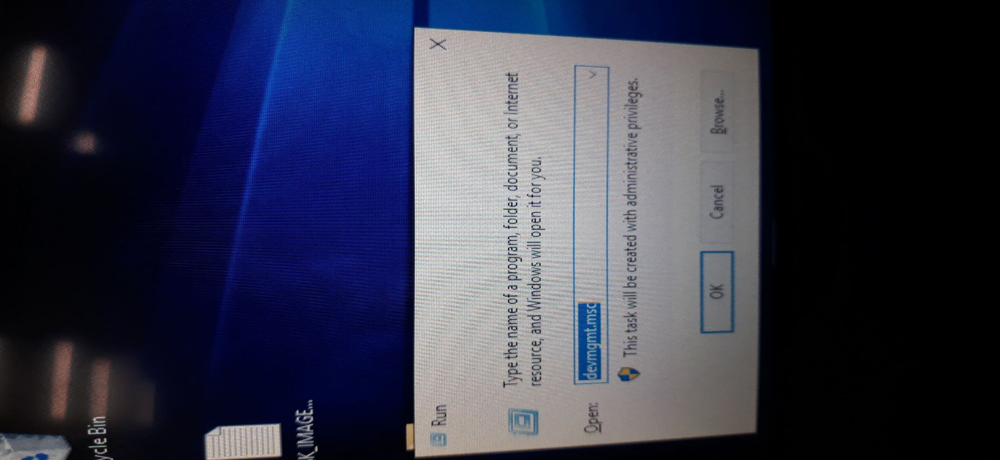 ycle Bin
K_IMAGE...
Run
X
Type the name of a program, folder, document, or Internet
resource, and Windows will open it for you.
Open: devmgmt.msc
This task will be created with administrative privileges.
OK Cancel Browse...